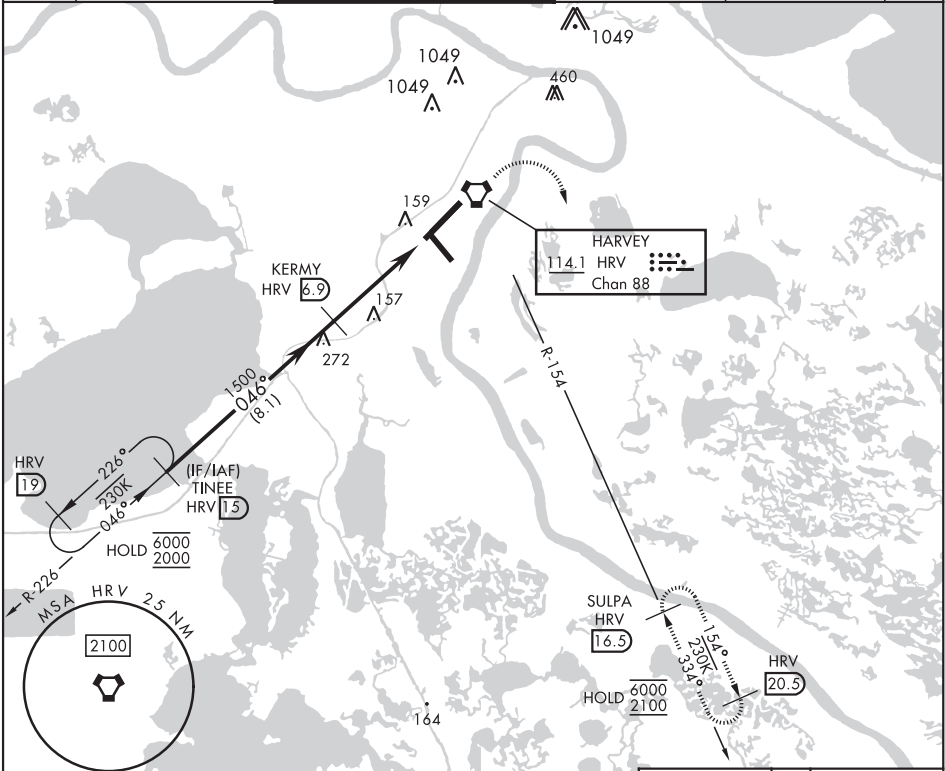 1049
1049
1049
460
159
HARVEY
114.1 HRV
Chan 88
KERMY
HRV 6.9
157
272
R-154
1500
046°
(8.1)
HRV
19
226°
230K
046°
(IF/IAF)
TINEE
HRV 15
HOLD 6000
2000
R-226
MSA HRV 25 NM
2100
SULPA
HRV
16.5
154°
230K
334°
HRV
20.5
HOLD 6000
2100
164